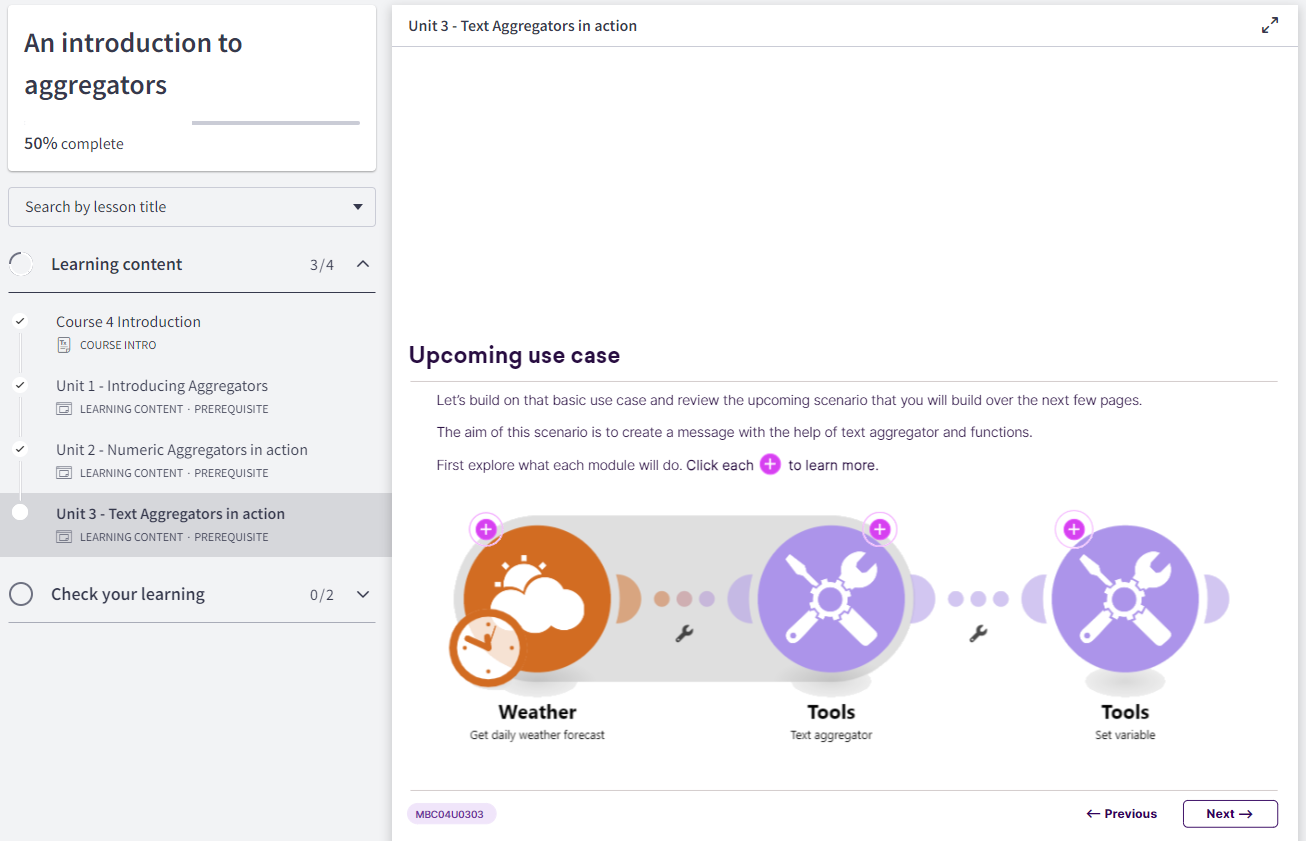 An introduction to
aggregators
50% complete
Search by lesson title
Learning content 3/4
Course 4 Introduction
COURSE INTRO
Unit 1 - Introducing Aggregators
LEARNING CONTENT · PREREQUISITE
Unit 2 - Numeric Aggregators in action
LEARNING CONTENT · PREREQUISITE
Unit 3 - Text Aggregators in action
LEARNING CONTENT · PREREQUISITE
Check your learning 0/2
Unit 3 - Text Aggregators in action
Upcoming use case
Let's build on that basic use case and review the upcoming scenario that you will build over the next few pages.
The aim of this scenario is to create a message with the help of text aggregator and functions.
First explore what each module will do. Click each + to learn more.
Weather
Get daily weather forecast
Tools
Text aggregator
Tools
Set variable
MBC04U0303
← Previous
Next →